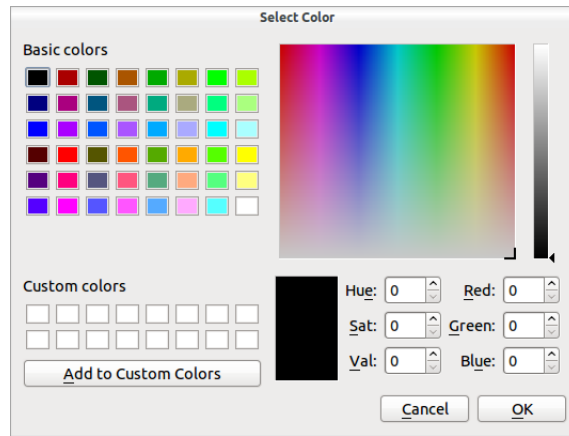 Select Color
Basic colors
Custom colors
Add to Custom Colors
Hue: 0 Red: 0
Sat: 0 Green: 0
Val: 0 Blue: 0
Cancel OK